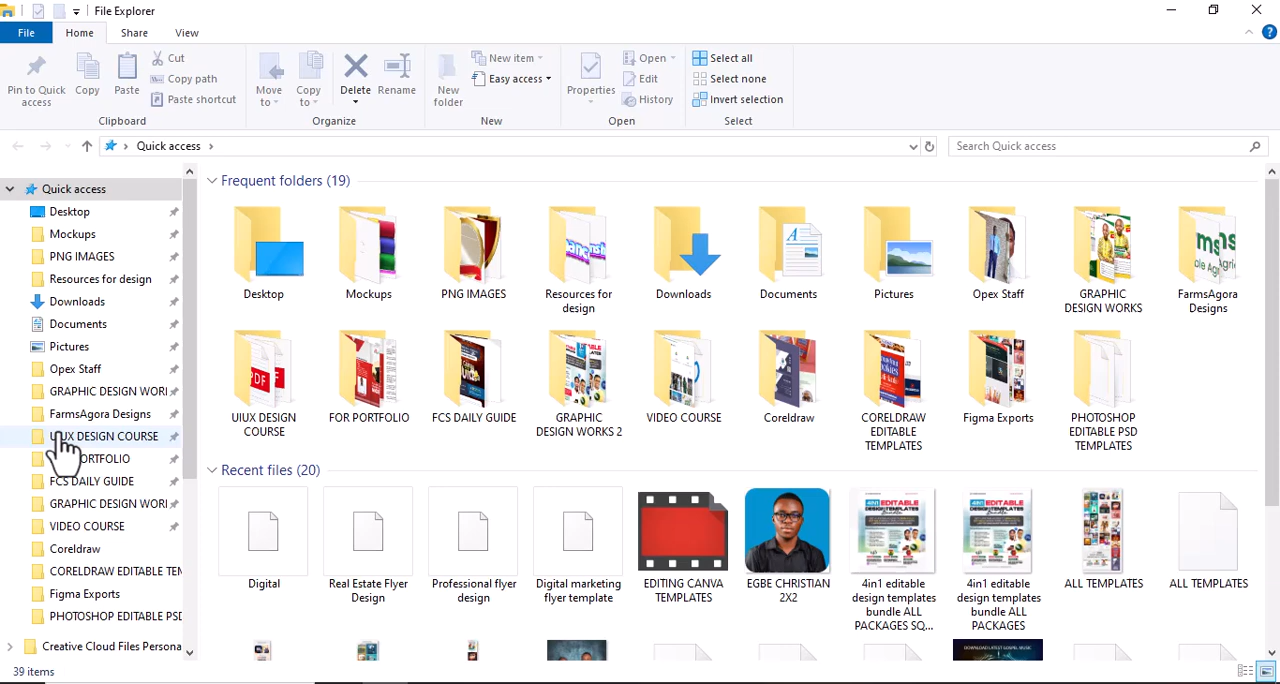 File Explorer
File Home Share View
Pin to Quick access
Copy
Paste
Cut
Copy path
Paste shortcut
Clipboard
Move to
Copy to
Delete
Rename
Organize
New folder
New item
Easy access
New
Properties
Open
Edit
History
Open
Select all
Select none
Invert selection
Select
Quick access
Search Quick access
Quick access
Desktop
Mockups
PNG IMAGES
Resources for design
Downloads
Documents
Pictures
Opex Staff
GRAPHIC DESIGN WORI
FarmsAgora Designs
UIUX DESIGN COURSE
PORTFOLIO
FCS DAILY GUIDE
GRAPHIC DESIGN WORI
VIDEO COURSE
Coreldraw
CORELDRAW EDITABLE TEN
Figma Exports
PHOTOSHOP EDITABLE PSD
Creative Cloud Files Persona
Frequent folders (19)
Desktop
Mockups
PNG IMAGES
Resources for
design
Downloads
Documents
Pictures
Opex Staff
GRAPHIC
DESIGN WORKS
FarmsAgora
Designs
UIUX DESIGN
COURSE
FOR PORTFOLIO
FCS DAILY GUIDE
GRAPHIC
DESIGN WORKS 2
VIDEO COURSE
Coreldraw
CORELDRAW
EDITABLE
TEMPLATES
Figma Exports
PHOTOSHOP
EDITABLE PSD
TEMPLATES
Recent files (20)
Digital
Real Estate Flyer
Design
Professional flyer
design
Digital marketing
flyer template
EDITING CANVA
TEMPLATES
EGBE CHRISTIAN
2X2
4in1 editable
design templates
bundle ALL
PACKAGES SQ...
4in1 editable
design templates
bundle ALL
PACKAGES
ALL TEMPLATES
ALL TEMPLATES
39 items